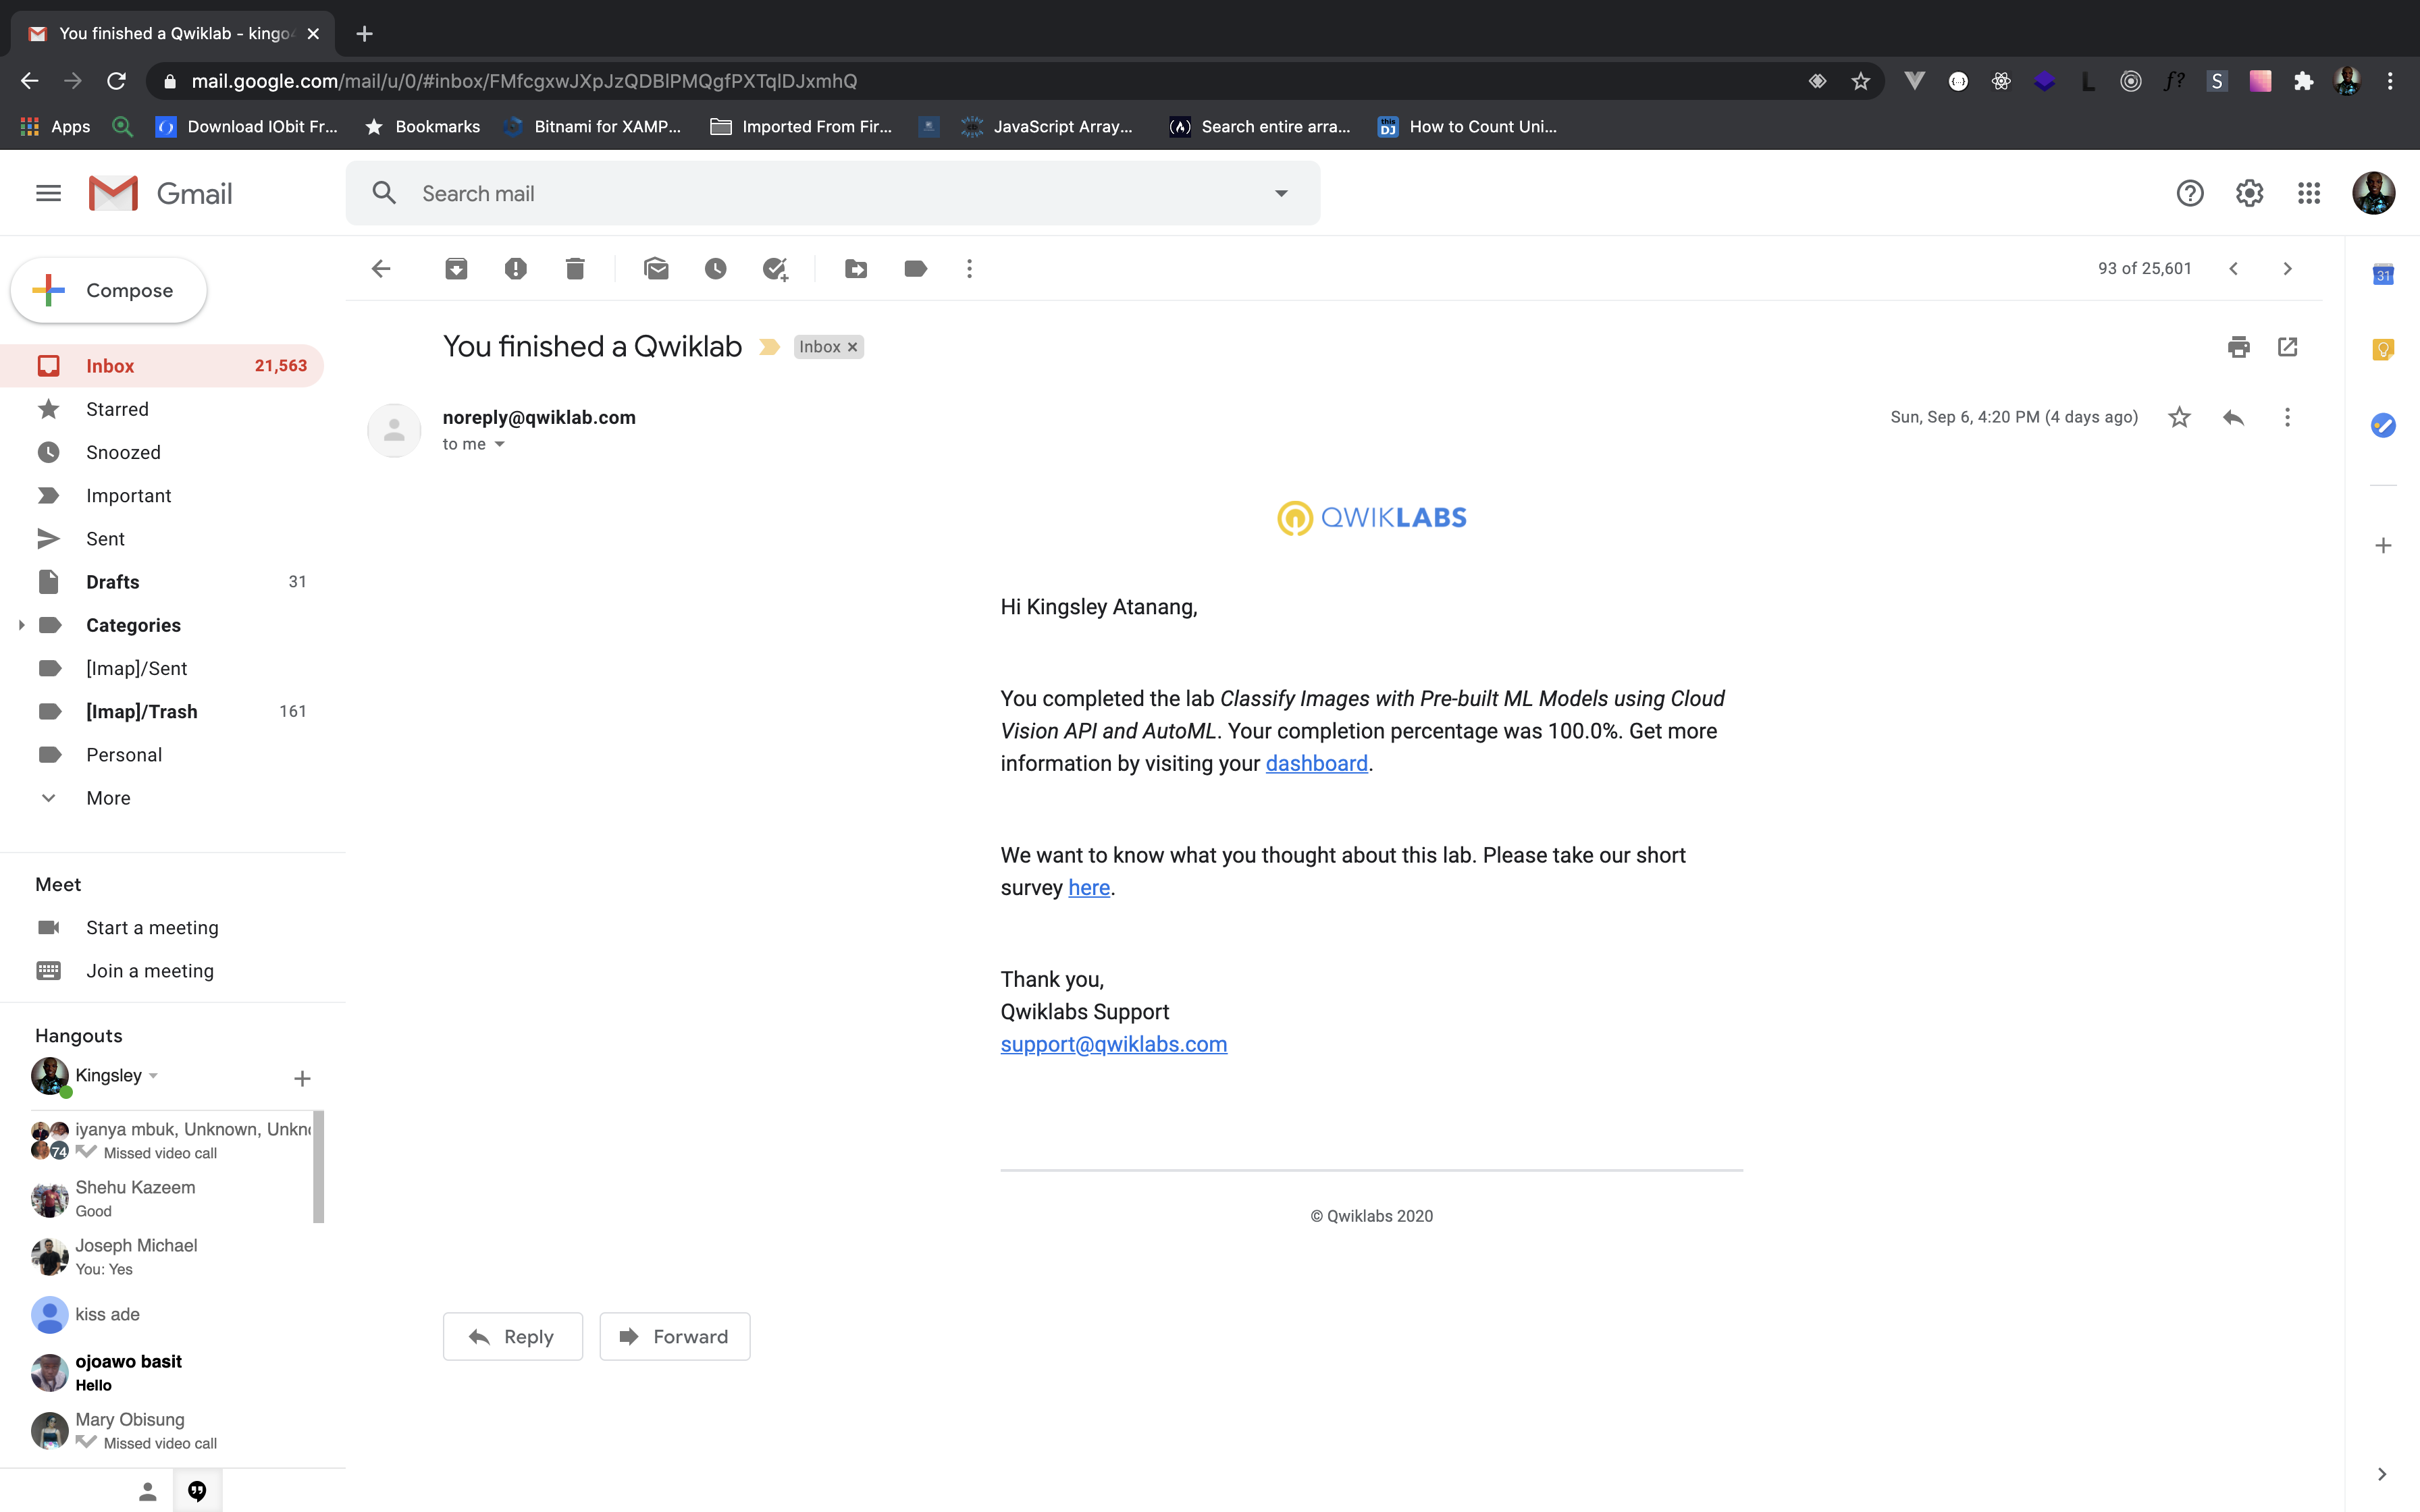 You finished a Qwiklab - kingo
mail.google.com/mail/u/0/#inbox/FMfcgxwJXpJzQDBlPMQgfPXTqlDJxmhQ
Apps
Download IObit Fr...
Bookmarks
Bitnami for XAMP...
Imported From Fir...
JavaScript Array...
Search entire arra...
How to Count Uni...
Gmail
Search mail
Compose
93 of 25,601
Inbox 21,563
Starred
Snoozed
Important
Sent
Drafts 31
Categories
[Imap]/Sent
[Imap]/Trash 161
Personal
More
Meet
Start a meeting
Join a meeting
Hangouts
Kingsley
iyanya mbuk, Unknown, Unkn
74
Missed video call
Shehu Kazeem
Good
Joseph Michael
You: Yes
kiss ade
ojoawo basit
Hello
Mary Obisung
Missed video call
You finished a Qwiklab
Inbox
noreply@qwiklab.com
to me
Sun, Sep 6, 4:20 PM (4 days ago)
QWIKLABS
Hi Kingsley Atanang,
You completed the lab Classify Images with Pre-built ML Models using Cloud
Vision API and AutoML. Your completion percentage was 100.0%. Get more
information by visiting your dashboard.
We want to know what you thought about this lab. Please take our short
survey here.
Thank you,
Qwiklabs Support
support@qwiklabs.com
© Qwiklabs 2020
Reply
Forward
31